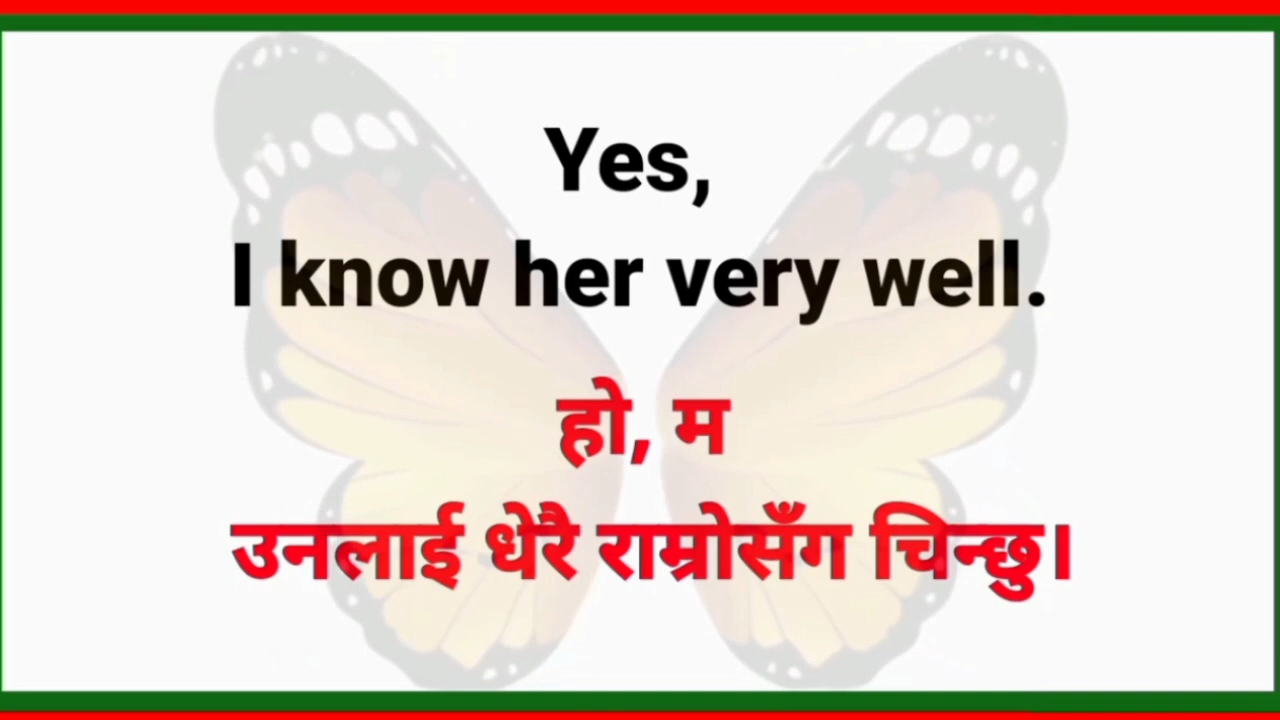 Yes,
I know her very well.
हो, म
उनलाई धेरै राम्रोसँग चिन्छु।